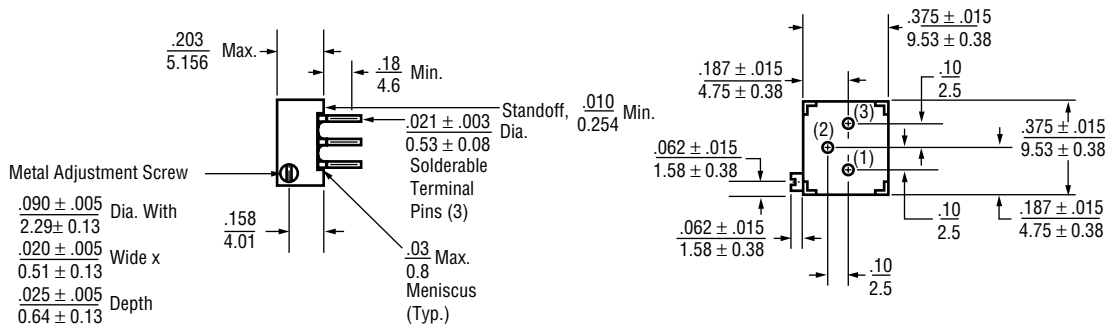 .203
5.156
Max.
.18
4.6
Min.
Standoff, .010
0.254
Min.
.021 ± .003
0.53 ± 0.08
Dia.
Solderable
Terminal
Pins (3)
Metal Adjustment Screw
.090 ± .005
2.29± 0.13
Dia. With
.020 ± .005
0.51 ± 0.13
Wide x
.025 ± .005
0.64 ± 0.13
Depth
.158
4.01
.03
0.8
Max.
Meniscus
(Typ.)
.375 ± .015
9.53 ± 0.38
.187 ± .015
4.75 ± 0.38
.10
2.5
(3)
(2)
(1)
.375 ± .015
9.53 ± 0.38
.062 ± .015
1.58 ± 0.38
.062 ± .015
1.58 ± 0.38
.10
2.5
.187 ± .015
4.75 ± 0.38
.10
2.5